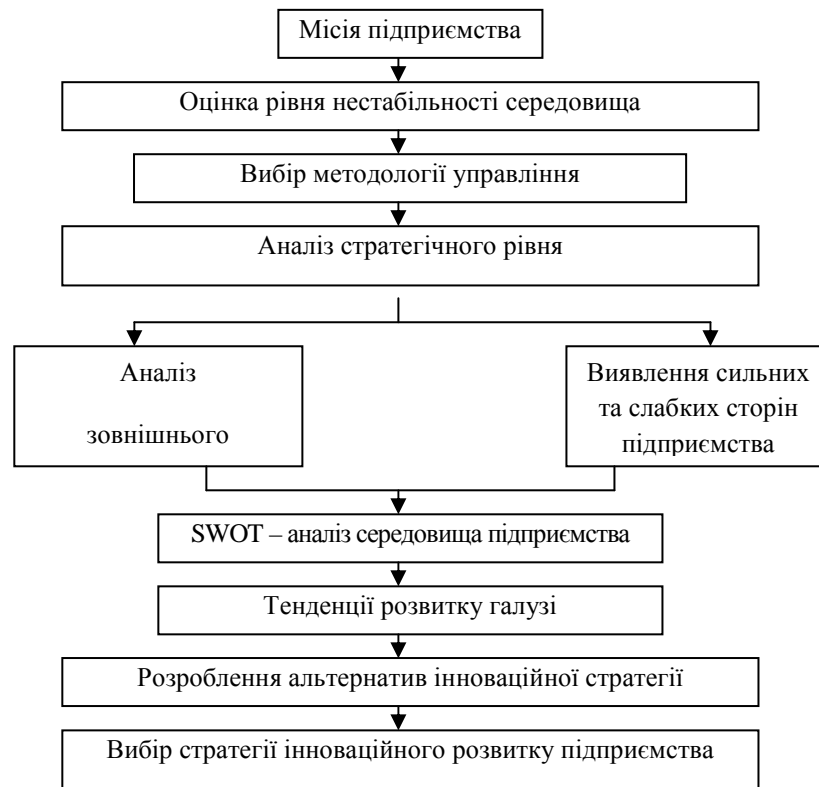 Місія підприємства
Оцінка рівня нестабільності середовища
Вибір методології управління
Аналіз стратегічного рівня
Аналіз
зовнішнього
Виявлення сильних
та слабких сторін
підприємства
SWOT – аналіз середовища підприємства
Тенденції розвитку галузі
Розроблення альтернатив інноваційної стратегії
Вибір стратегії інноваційного розвитку підприємства